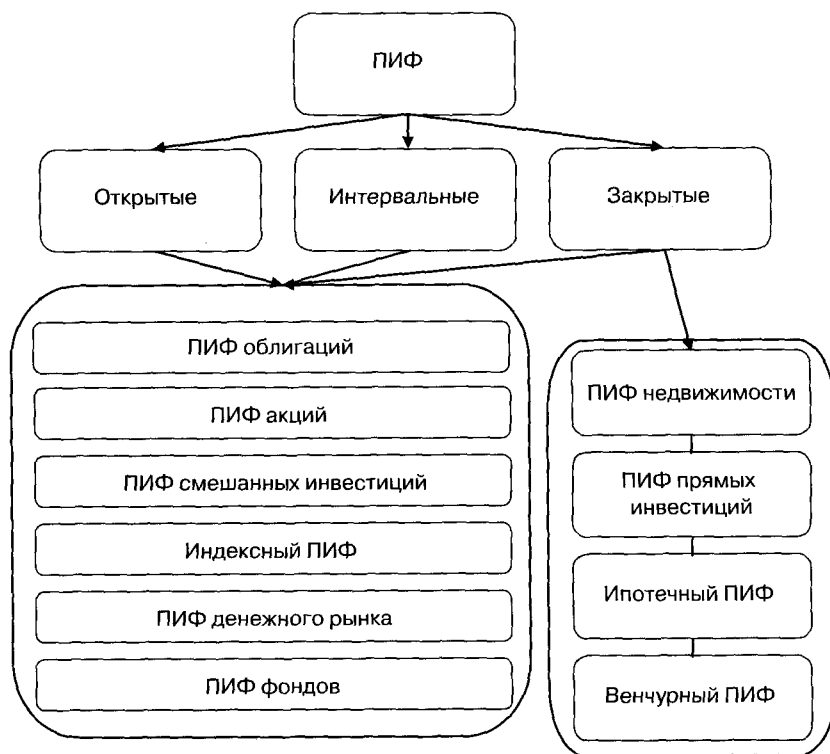 ПИФ
Открытые
Интервальные
Закрытые
ПИФ облигаций
ПИФ акций
ПИФ смешанных инвестиций
Индексный ПИФ
ПИФ денежного рынка
ПИФ фондов
ПИФ недвижимости
ПИФ прямых
инвестиций
Ипотечный ПИФ
Венчурный ПИФ